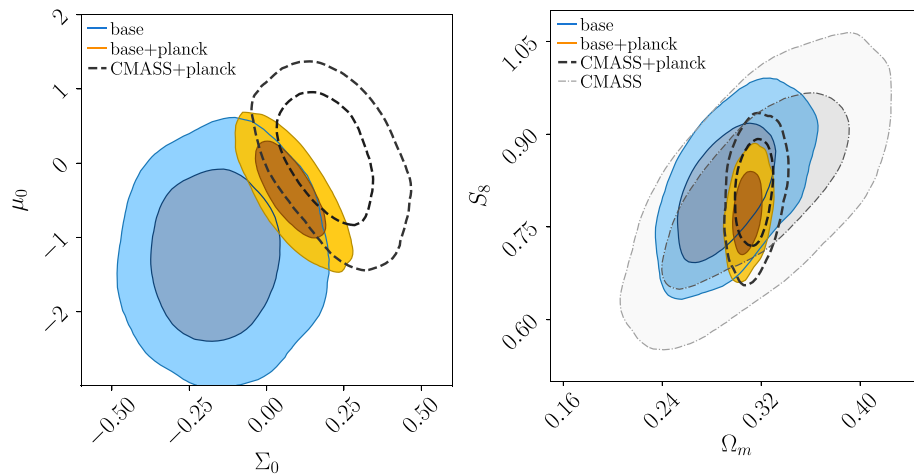 base
base+planck
CMASS+planck
μ₀
2
1
0
−1
−2
−0.50
−0.25
0.00
0.25
0.50
Σ₀
base
base+planck
CMASS+planck
CMASS
S₈
1.05
0.90
0.75
0.60
0.16
0.24
0.32
0.40
Ωₘ